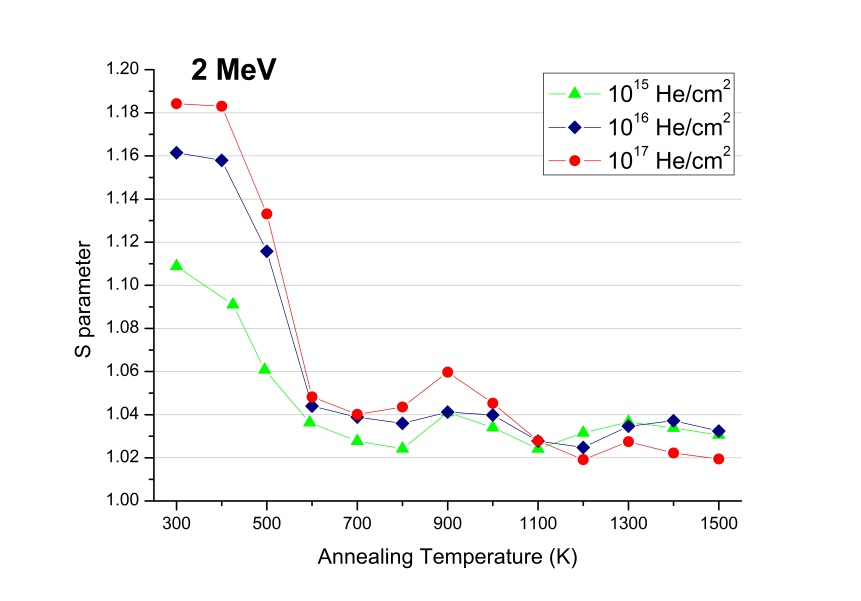 2 MeV
10^15 He/cm^2
10^16 He/cm^2
10^17 He/cm^2
1.20
1.18
1.16
1.14
1.12
1.10
1.08
1.06
1.04
1.02
1.00
S parameter
300 500 700 900 1100 1300 1500
Annealing Temperature (K)